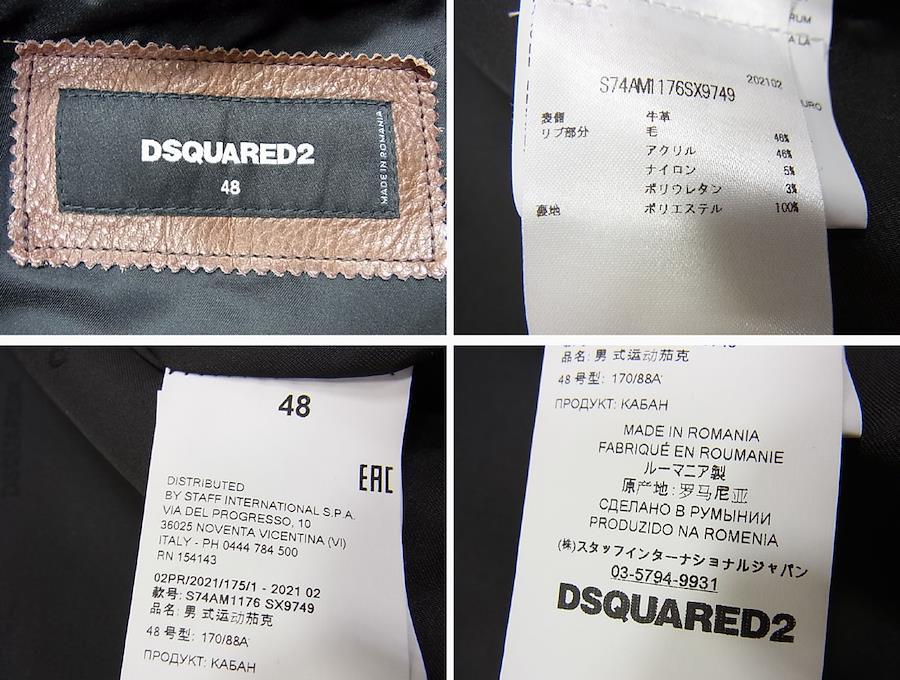 DSQUARED2
48
MADE IN ROMANIA
RUM
A LA
URO
S74AM1176SX9749 202102
表側 牛革
リブ部分 毛 46%
アクリル 46%
ナイロン 5%
ポリウレタン 3%
裏地 ポリエステル 100%
48
EAC
DISTRIBUTED
BY STAFF INTERNATIONAL S.P.A.
VIA DEL PROGRESSO, 10
36025 NOVENTA VICENTINA (VI)
ITALY - PH 0444 784 500
RN 154143
02PR/2021/175/1 - 2021 02
款号: S74AM1176 SX9749
品名: 男 式运动茄克
48 号型: 170/88A
ПРОДУКТ: КАБАН
品名: 男 式运动茄克
48 号型: 170/88A
ПРОДУКТ: КАБАН
MADE IN ROMANIA
FABRIQUÉ EN ROUMANIE
ルーマニア製
原产地: 罗马尼亚
СДЕЛАНО В РУМЫНИИ
PRODUZIDO NA ROMENIA
(株)スタッフインターナショナルジャパン
03-5794-9931
DSQUARED2